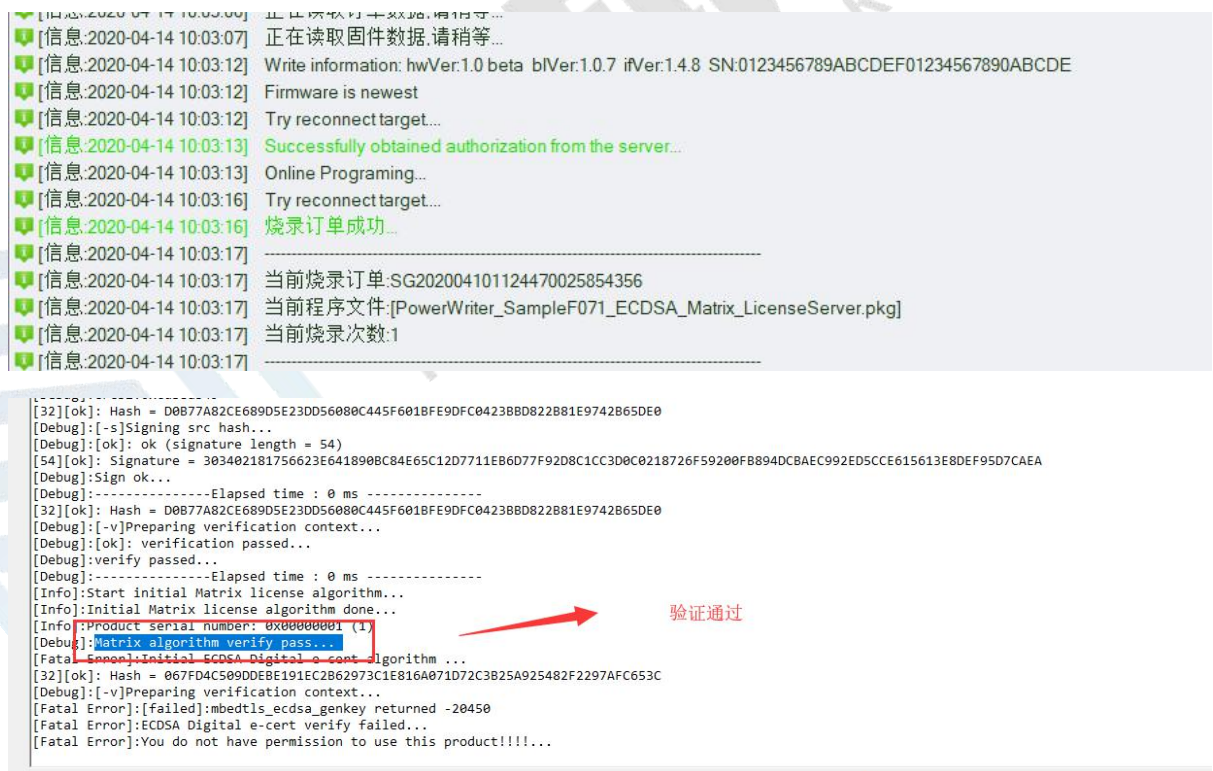 正在读取订单数据,请稍等...
[信息:2020-04-14 10:03:07] 正在读取固件数据,请稍等...
[信息:2020-04-14 10:03:12] Write information: hwVer:1.0 beta blVer:1.0.7 ifVer:1.4.8 SN:0123456789ABCDEF01234567890ABCDE
[信息:2020-04-14 10:03:12] Firmware is newest
[信息:2020-04-14 10:03:12] Try reconnect target....
[信息:2020-04-14 10:03:13] Successfully obtained authorization from the server...
[信息:2020-04-14 10:03:13] Online Programing...
[信息:2020-04-14 10:03:16] Try reconnect target....
[信息:2020-04-14 10:03:16] 烧录订单成功...
[信息:2020-04-14 10:03:17] ----------------------------------------------------------------------
[信息:2020-04-14 10:03:17] 当前烧录订单:SG202004101124470025854356
[信息:2020-04-14 10:03:17] 当前程序文件:[PowerWriter_SampleF071_ECDSA_Matrix_LicenseServer.pkg]
[信息:2020-04-14 10:03:17] 当前烧录次数:1
[信息:2020-04-14 10:03:17] ----------------------------------------------------------------------
[32][ok]: Hash = D0B77A82CE689D5E23DD56080C445F601BFE9DFC0423BBD822B81E9742B65DE0
[Debug]:[-s]Signing src hash...
[Debug]:[ok]: ok (signature length = 54)
[54][ok]: Signature = 303402181756623E641890BC84E65C12D7711EB6D77F92D8C1CC3D0C0218726F59200FB894DCBAEC992ED5CCE615613E8DEF95D7CAEA
[Debug]:Sign ok...
[Debug]:---------------Elapsed time : 0 ms ---------------
[32][ok]: Hash = D0B77A82CE689D5E23DD56080C445F601BFE9DFC0423BBD822B81E9742B65DE0
[Debug]:[-v]Preparing verification context...
[Debug]:[ok]: verification passed...
[Debug]:verify passed...
[Debug]:---------------Elapsed time : 0 ms ---------------
[Info]:Start initial Matrix license algorithm...
[Info]:Initial Matrix license algorithm done...
[Info]:Product serial number: 0x00000001 (1)
验证通过
[Debug]:Matrix algorithm verify pass...
[Fatal Error]:Initial ECDSA Digital e-cert algorithm ...
[32][ok]: Hash = 067FD4C509DDEBE191EC2B62973C1E816A071D72C3B25A925482F2297AFC653C
[Debug]:[-v]Preparing verification context...
[Fatal Error]:[failed]:mbedtls_ecdsa_genkey returned -20450
[Fatal Error]:ECDSA Digital e-cert verify failed...
[Fatal Error]:You do not have permission to use this product!!!!...